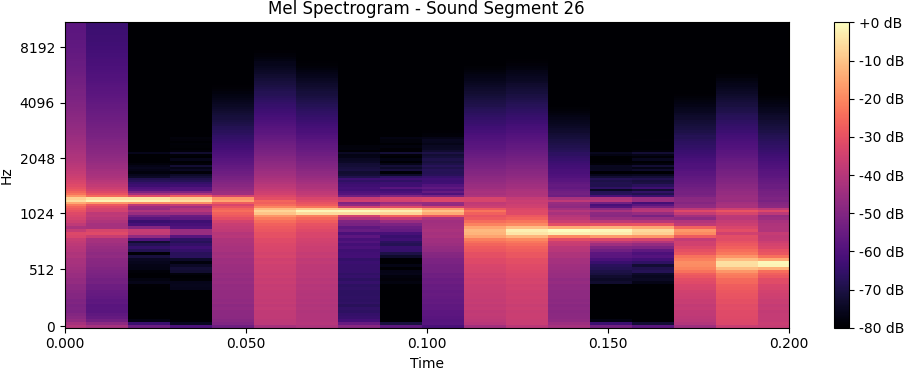 Mel Spectrogram - Sound Segment 26
Hz
8192
4096
2048
1024
512
0
0.000
0.050
0.100
0.150
0.200
Time
+0 dB
-10 dB
-20 dB
-30 dB
-40 dB
-50 dB
-60 dB
-70 dB
-80 dB